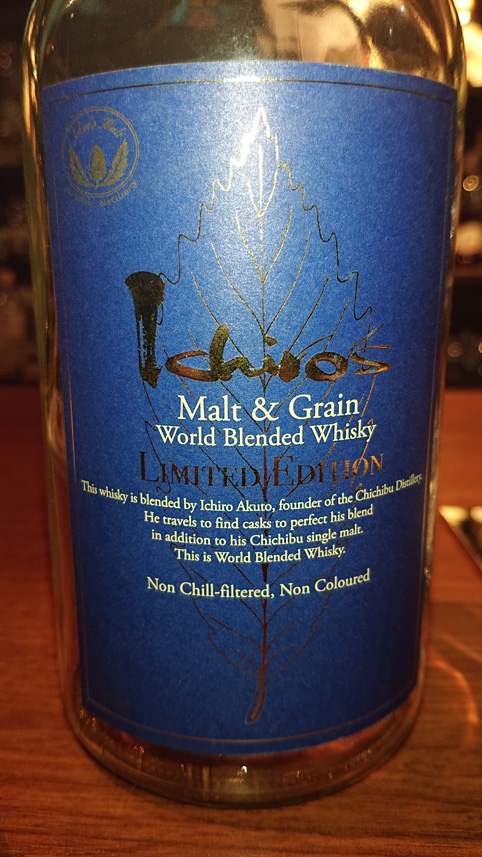 Ichiro's
Malt & Grain
World Blended Whisky
LIMITED EDITION
This whisky is blended by Ichiro Akuto, founder of the Chichibu Distillery.
He travels to find casks to perfect his blend
in addition to his Chichibu single malt.
This is World Blended Whisky.
Non Chill-filtered, Non Coloured